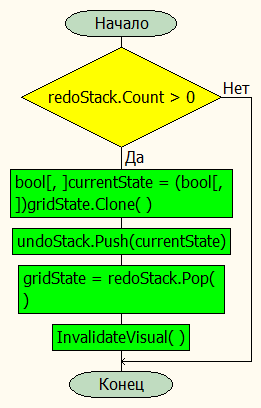 Начало
redoStack.Count > 0
Нет
Да
bool[, ]currentState = (bool[,
])gridState.Clone( )
undoStack.Push(currentState)
gridState = redoStack.Pop(
)
InvalidateVisual( )
Конец